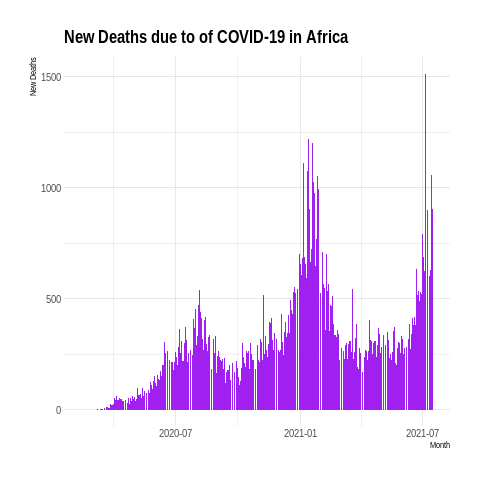 New Deaths due to of COVID-19 in Africa
New Deaths
1500
1000
500
0
2020-07
2021-01
2021-07
Month